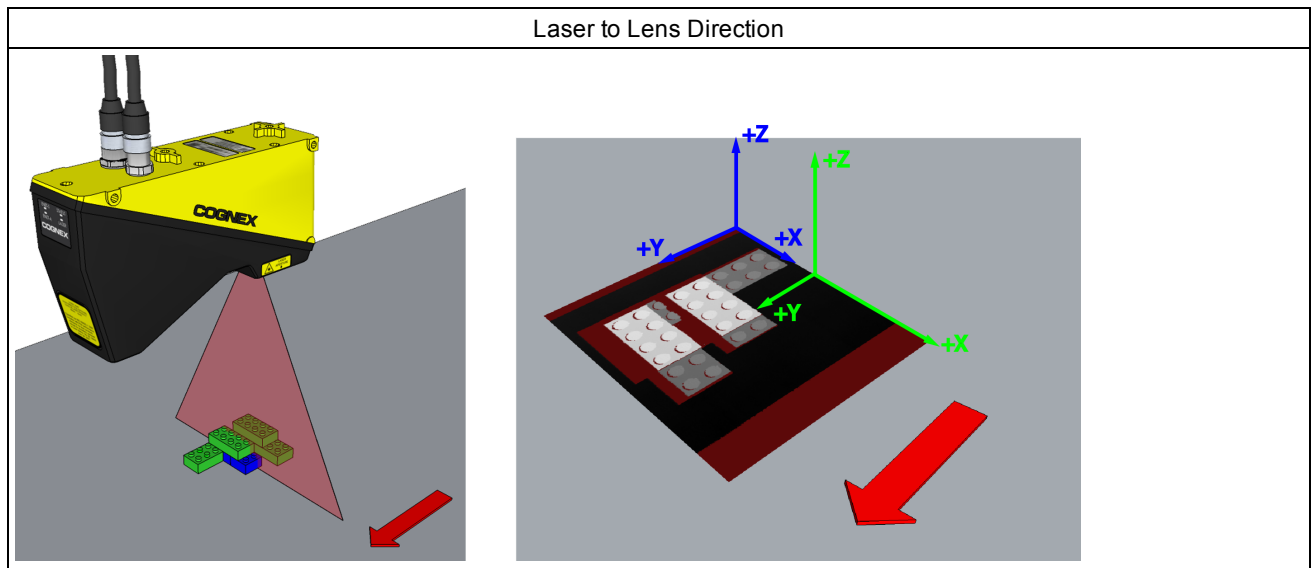 Laser to Lens Direction
COGNEX
COGNEX
+Z
+Z
+Y
+X
+Y
+X